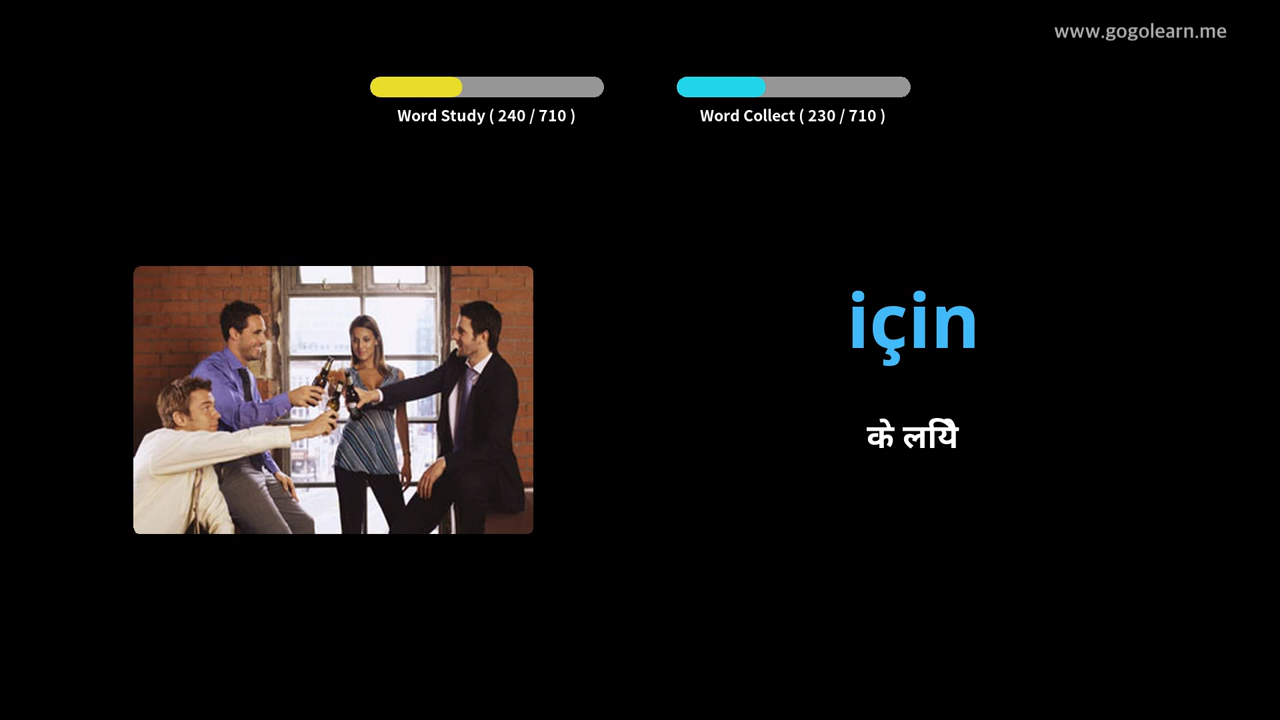 www.gogolearn.me
Word Study ( 240 / 710 )
Word Collect ( 230 / 710 )
için
के लयिे